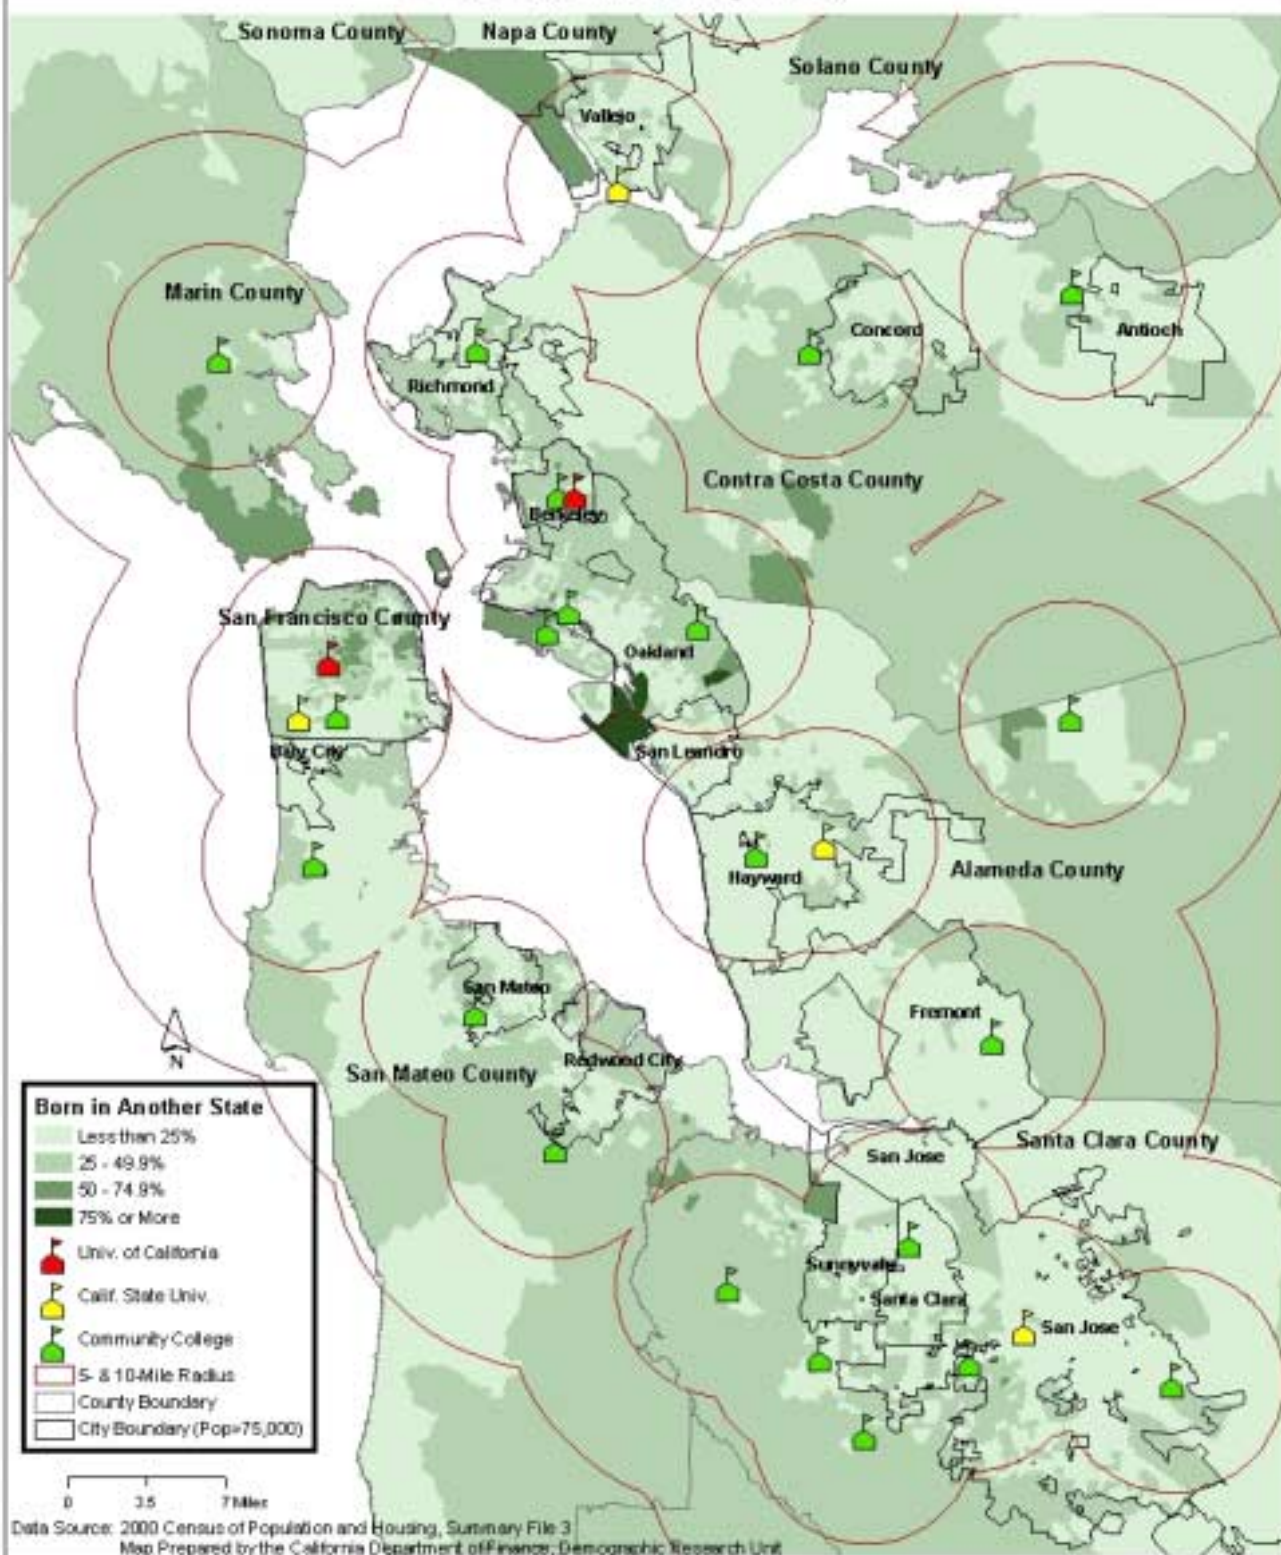 Sonoma County
Napa County
Solano County
Vallejo
Marin County
Concord
Antioch
Richmond
Contra Costa County
Berkeley
San Francisco County
Oakland
Daly City
San Leandro
Hayward
Alameda County
San Mateo
Fremont
Redwood City
San Mateo County
N
Born in Another State
Less than 25%
25 - 49.9%
50 - 74.9%
75% or More
Univ. of California
Calif. State Univ.
Community College
5- & 10-Mile Radius
County Boundary
City Boundary (Pop>75,000)
San Jose
Santa Clara County
Sunnyvale
Santa Clara
San Jose
0 3.5 7 Miles
Data Source: 2000 Census of Population and Housing, Summary File 3
Map Prepared by the California Department of Finance, Demographic Research Unit